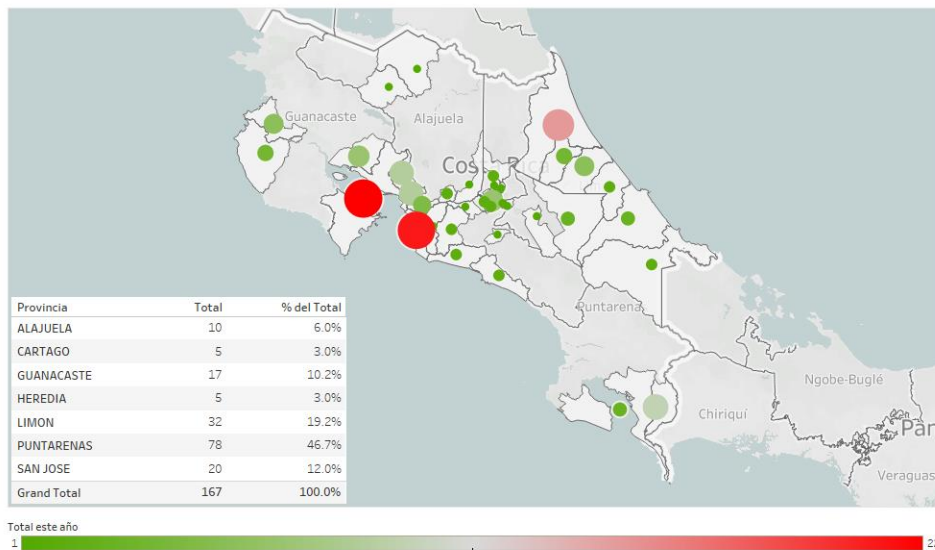 Guanacaste
Alajuela
Costa Rica
Puntarenas
Ngobe-Buglé
Chiriquí
Pan
Veraguas
Provincia Total % del Total
ALAJUELA 10 6.0%
CARTAGO 5 3.0%
GUANACASTE 17 10.2%
HEREDIA 5 3.0%
LIMON 32 19.2%
PUNTARENAS 78 46.7%
SAN JOSE 20 12.0%
Grand Total 167 100.0%
Total este año
1